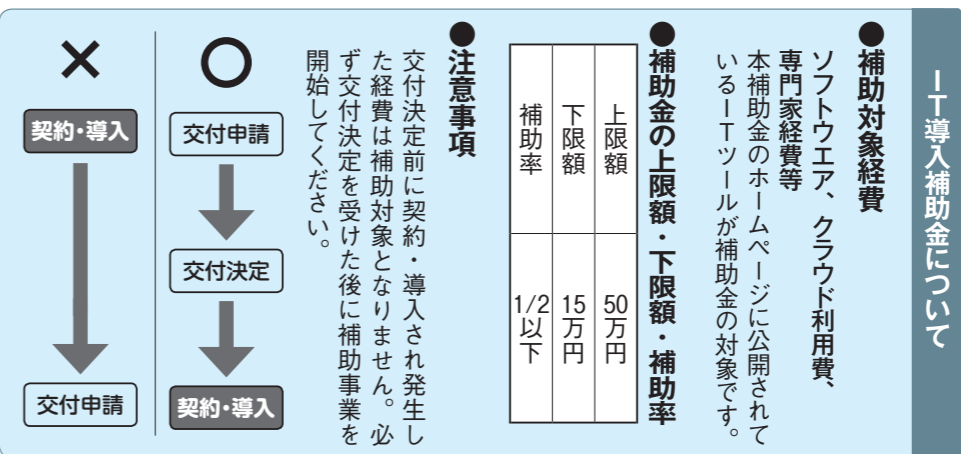 IT導入補助金について
●補助対象経費
ソフトウエア、クラウド利用費、
専門家経費等
本補助金のホームページに公開されて
いるITツールが補助金の対象です。
●補助金の上限額・下限額・補助率
上限額
50万円
下限額
15万円
補助率
1/2以下
●注意事項
交付決定前に契約・導入され発生し
た経費は補助対象となりません。必
ず交付決定を受けた後に補助事業を
開始してください。
○
交付申請
交付決定
契約・導入
×
契約・導入
交付申請